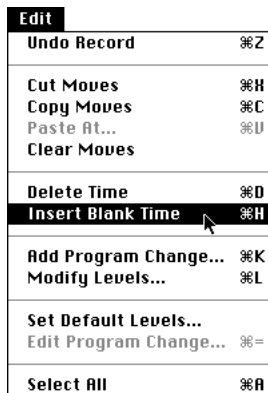 Edit
Undo Record ⌘Z
Cut Moves ⌘X
Copy Moves ⌘C
Paste At... ⌘V
Clear Moves
Delete Time ⌘D
Insert Blank Time ⌘H
Add Program Change... ⌘K
Modify Levels... ⌘L
Set Default Levels...
Edit Program Change... ⌘=
Select All ⌘A